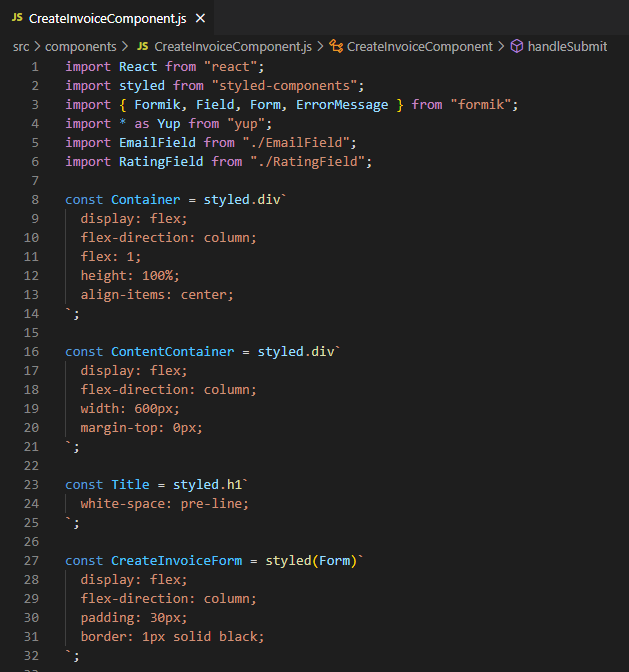 JS CreateInvoiceComponent.js ×
src > components > JS CreateInvoiceComponent.js > CreateInvoiceComponent > handleSubmit
1 import React from "react";
2 import styled from "styled-components";
3 import { Formik, Field, Form, ErrorMessage } from "formik";
4 import * as Yup from "yup";
5 import EmailField from "./EmailField";
6 import RatingField from "./RatingField";
7
8 const Container = styled.div`
9   display: flex;
10   flex-direction: column;
11   flex: 1;
12   height: 100%;
13   align-items: center;
14 `;
15
16 const ContentContainer = styled.div`
17   display: flex;
18   flex-direction: column;
19   width: 600px;
20   margin-top: 0px;
21 `;
22
23 const Title = styled.h1`
24   white-space: pre-line;
25 `;
26
27 const CreateInvoiceForm = styled(Form)`
28   display: flex;
29   flex-direction: column;
30   padding: 30px;
31   border: 1px solid black;
32 `;